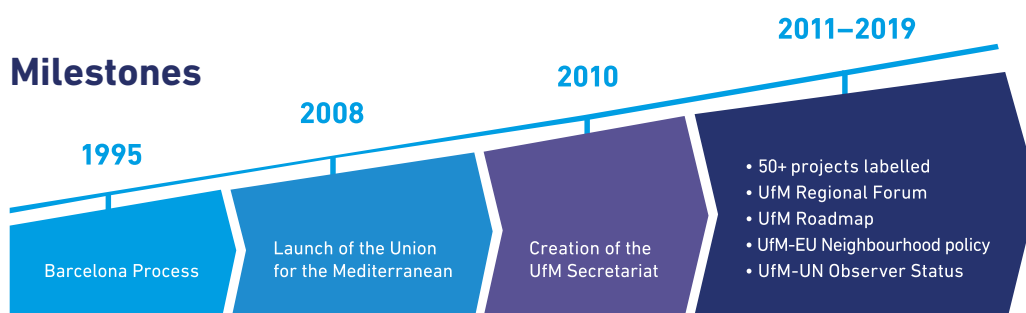 Milestones
1995
Barcelona Process
2008
Launch of the Union
for the Mediterranean
2010
Creation of the
UfM Secretariat
2011–2019
• 50+ projects labelled
• UfM Regional Forum
• UfM Roadmap
• UfM-EU Neighbourhood policy
• UfM-UN Observer Status